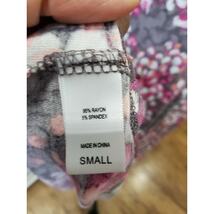 95% RAYON
5% SPANDEX
MADE IN CHINA
SMALL